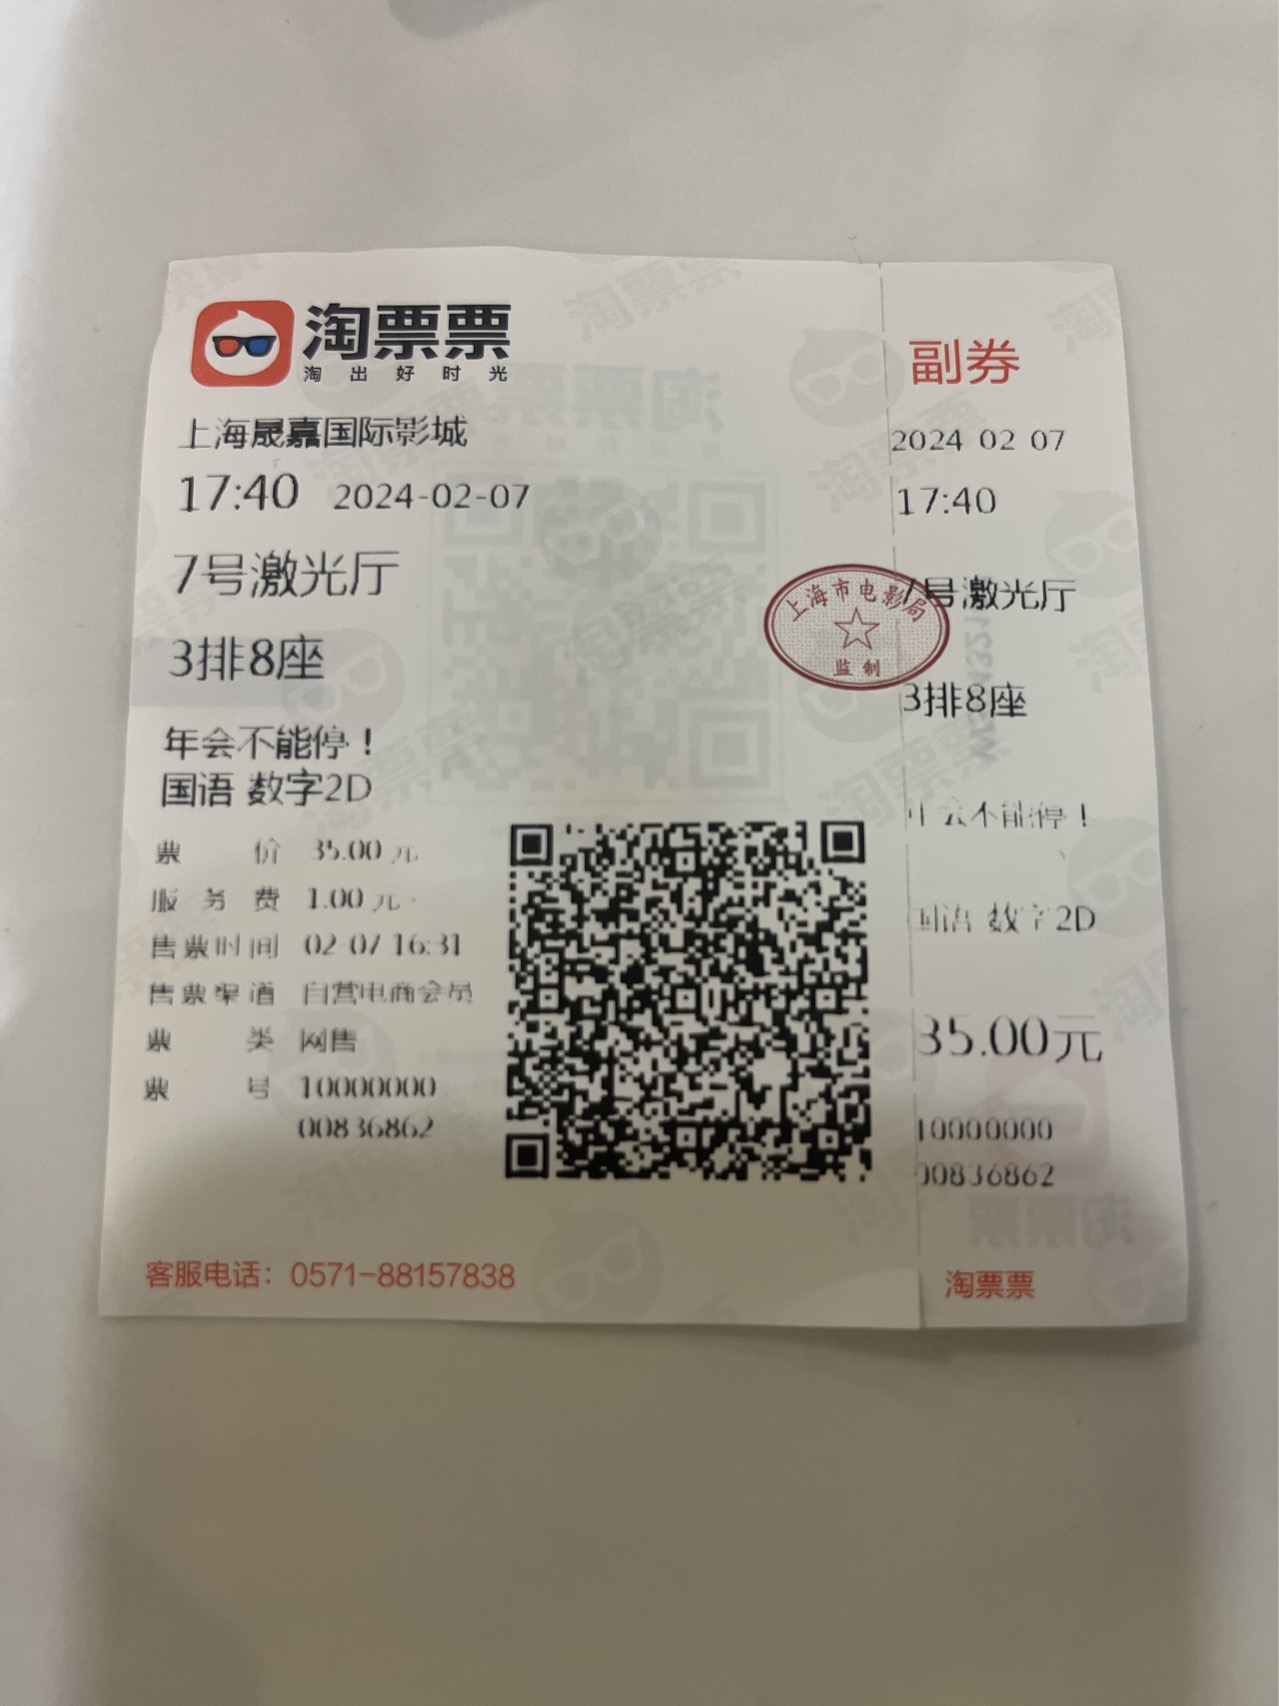 淘票票
淘出好时光
上海晟嘉国际影城
17:40 2024-02-07
7号激光厅
3排8座
年会不能停！
国语 数字2D
票价 35.00元
服务费 1.00元
售票时间 02-07 16:31
售票渠道 自营电商会员
票类 网售
票号 10000000
00836862
客服电话：0571-88157838
上海市电影局
监制
副券
2024 02 07
17:40
7号激光厅
3排8座
年会不能停！
国语 数字2D
35.00元
10000000
00836862
淘票票